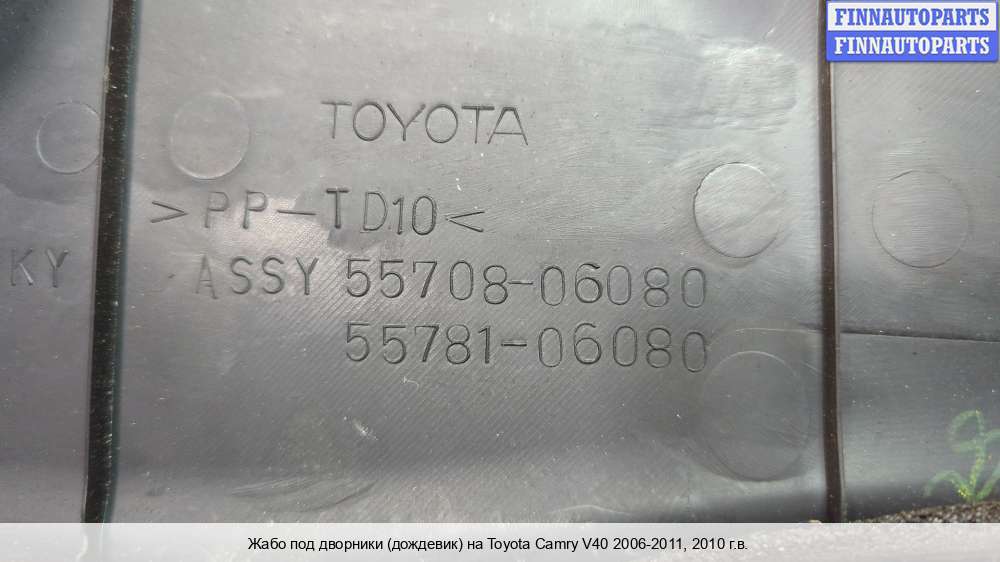 FINNAUTOPARTS
FINNAUTOPARTS
TOYOTA
>PP-TD10<
KY ASSY 55708-06080
55781-06080
Жабо под дворники (дождевик) на Toyota Camry V40 2006-2011, 2010 г.в.